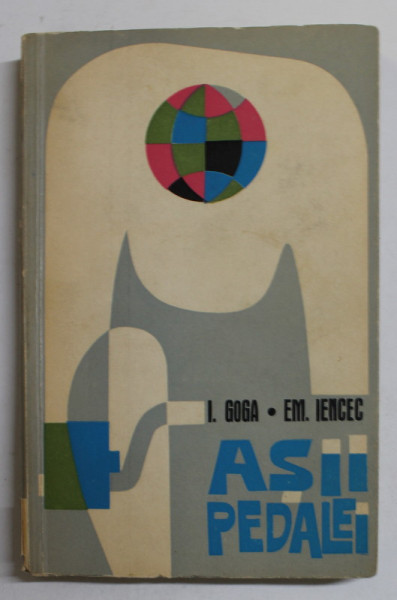 I. GOGA • EM. IENCEC
ASII
PEDALEI